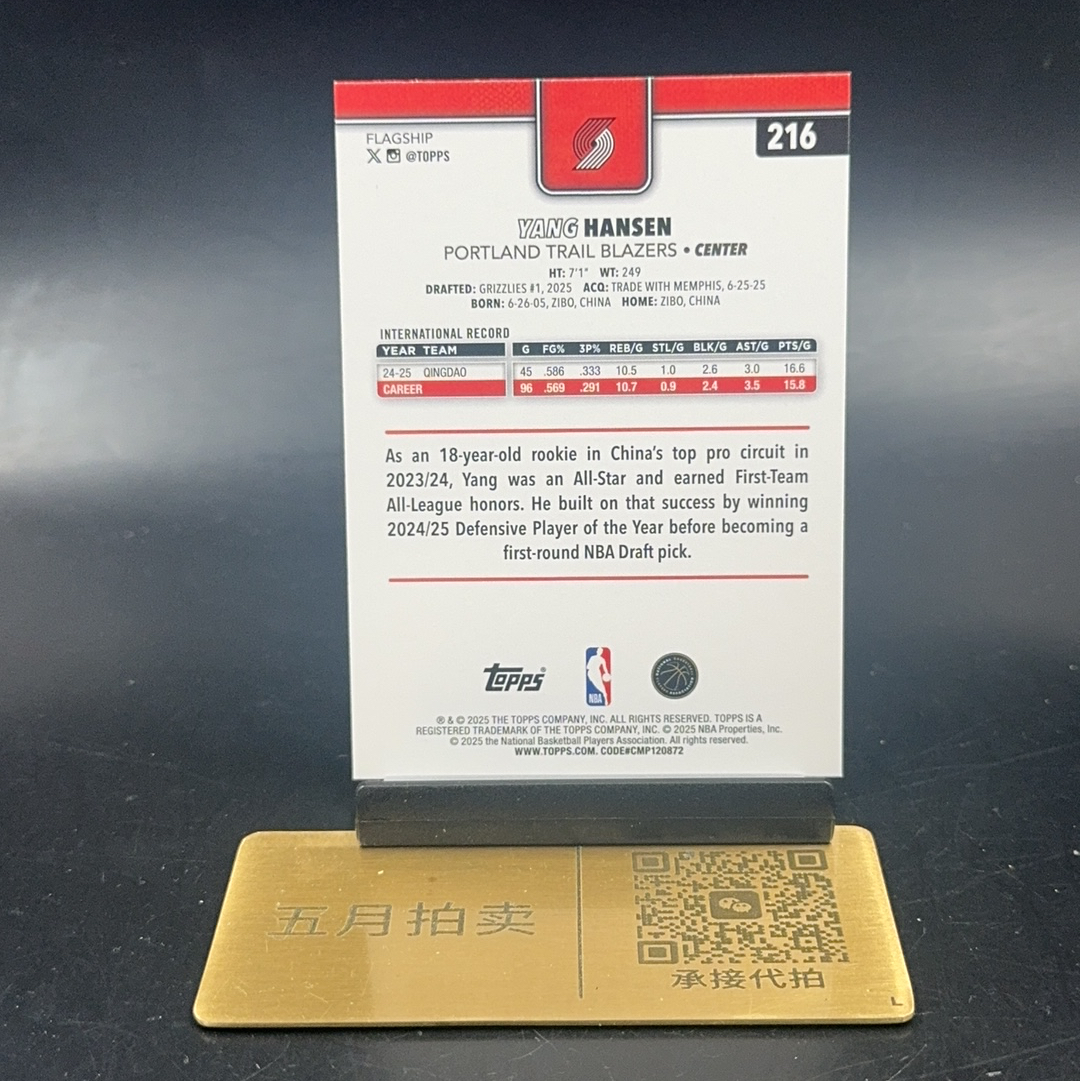 FLAGSHIP
216
X @TOPPS
YANG HANSEN
PORTLAND TRAIL BLAZERS • CENTER
HT: 7'1" WT: 249
DRAFTED: GRIZZLIES #1, 2025 ACQ: TRADE WITH MEMPHIS, 6-25-25
BORN: 6-26-05, ZIBO, CHINA HOME: ZIBO, CHINA
INTERNATIONAL RECORD
YEAR TEAM G FG% 3P% REB/G STL/G BLK/G AST/G PTS/G
24-25 QINGDAO 45 .586 .333 10.5 1.0 2.6 3.0 16.6
CAREER 96 .569 .291 10.7 0.9 2.4 3.5 15.8
As an 18-year-old rookie in China's top pro circuit in
2023/24, Yang was an All-Star and earned First-Team
All-League honors. He built on that success by winning
2024/25 Defensive Player of the Year before becoming a
first-round NBA Draft pick.
topps®
NBA
® & © 2025 THE TOPPS COMPANY, INC. ALL RIGHTS RESERVED. TOPPS IS A
REGISTERED TRADEMARK OF THE TOPPS COMPANY, INC. © 2025 NBA Properties, Inc.
© 2025 the National Basketball Players Association. All rights reserved.
WWW.TOPPS.COM. CODE#CMP120872
五月拍卖
承接代拍
L